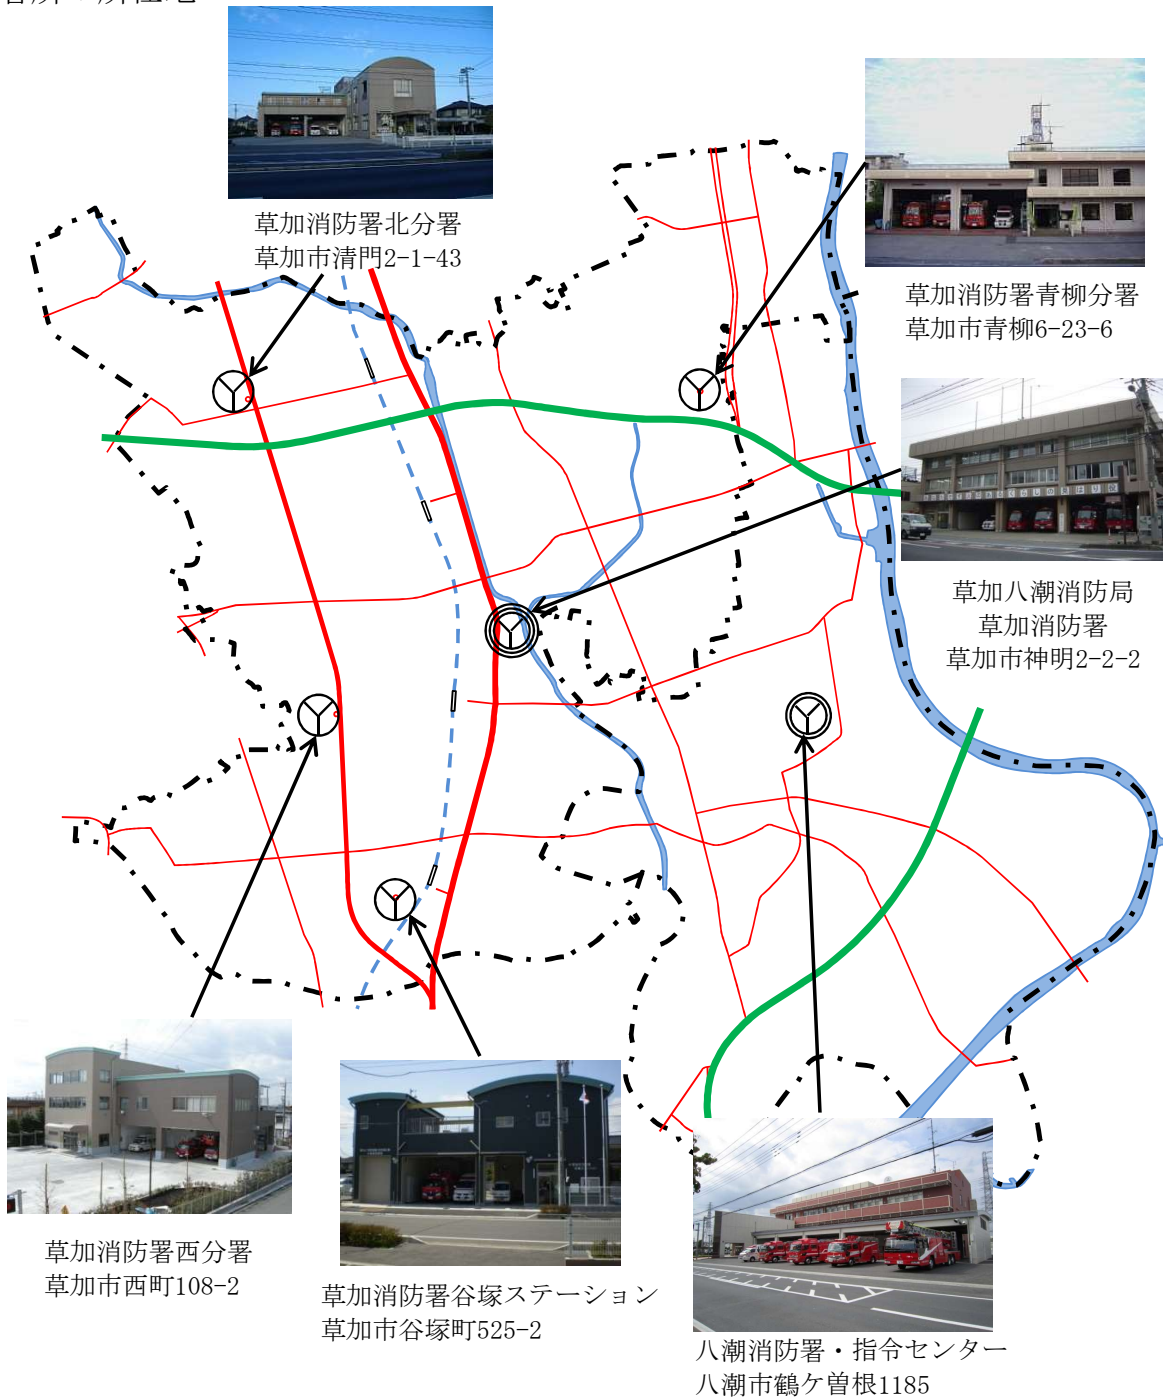 署所の所在地
草加消防署北分署
草加市清門2-1-43
草加消防署青柳分署
草加市青柳6-23-6
草加八潮消防局
草加消防署
草加市神明2-2-2
草加消防署西分署
草加市西町108-2
草加消防署谷塚ステーション
草加市谷塚町525-2
八潮消防署・指令センター
八潮市鶴ケ曽根1185